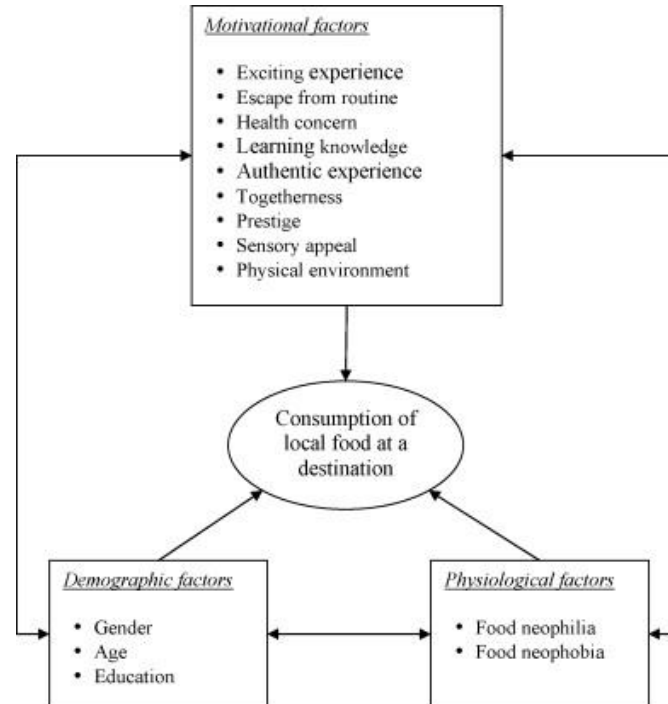 Motivational factors
• Exciting experience
• Escape from routine
• Health concern
• Learning knowledge
• Authentic experience
• Togetherness
• Prestige
• Sensory appeal
• Physical environment
Consumption of
local food at a
destination
Demographic factors
• Gender
• Age
• Education
Physiological factors
• Food neophilia
• Food neophobia